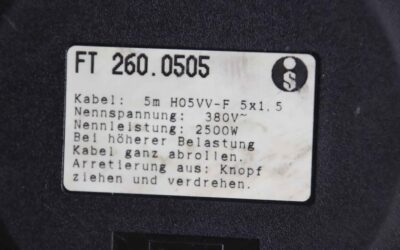 FT 260.0505
Kabel: 5m H05VV-F 5x1.5
Nennspannung: 380V~
Nennleistung: 2500W
Bei höherer Belastung
Kabel ganz abrollen.
Arretierung aus: Knopf
ziehen und verdrehen.